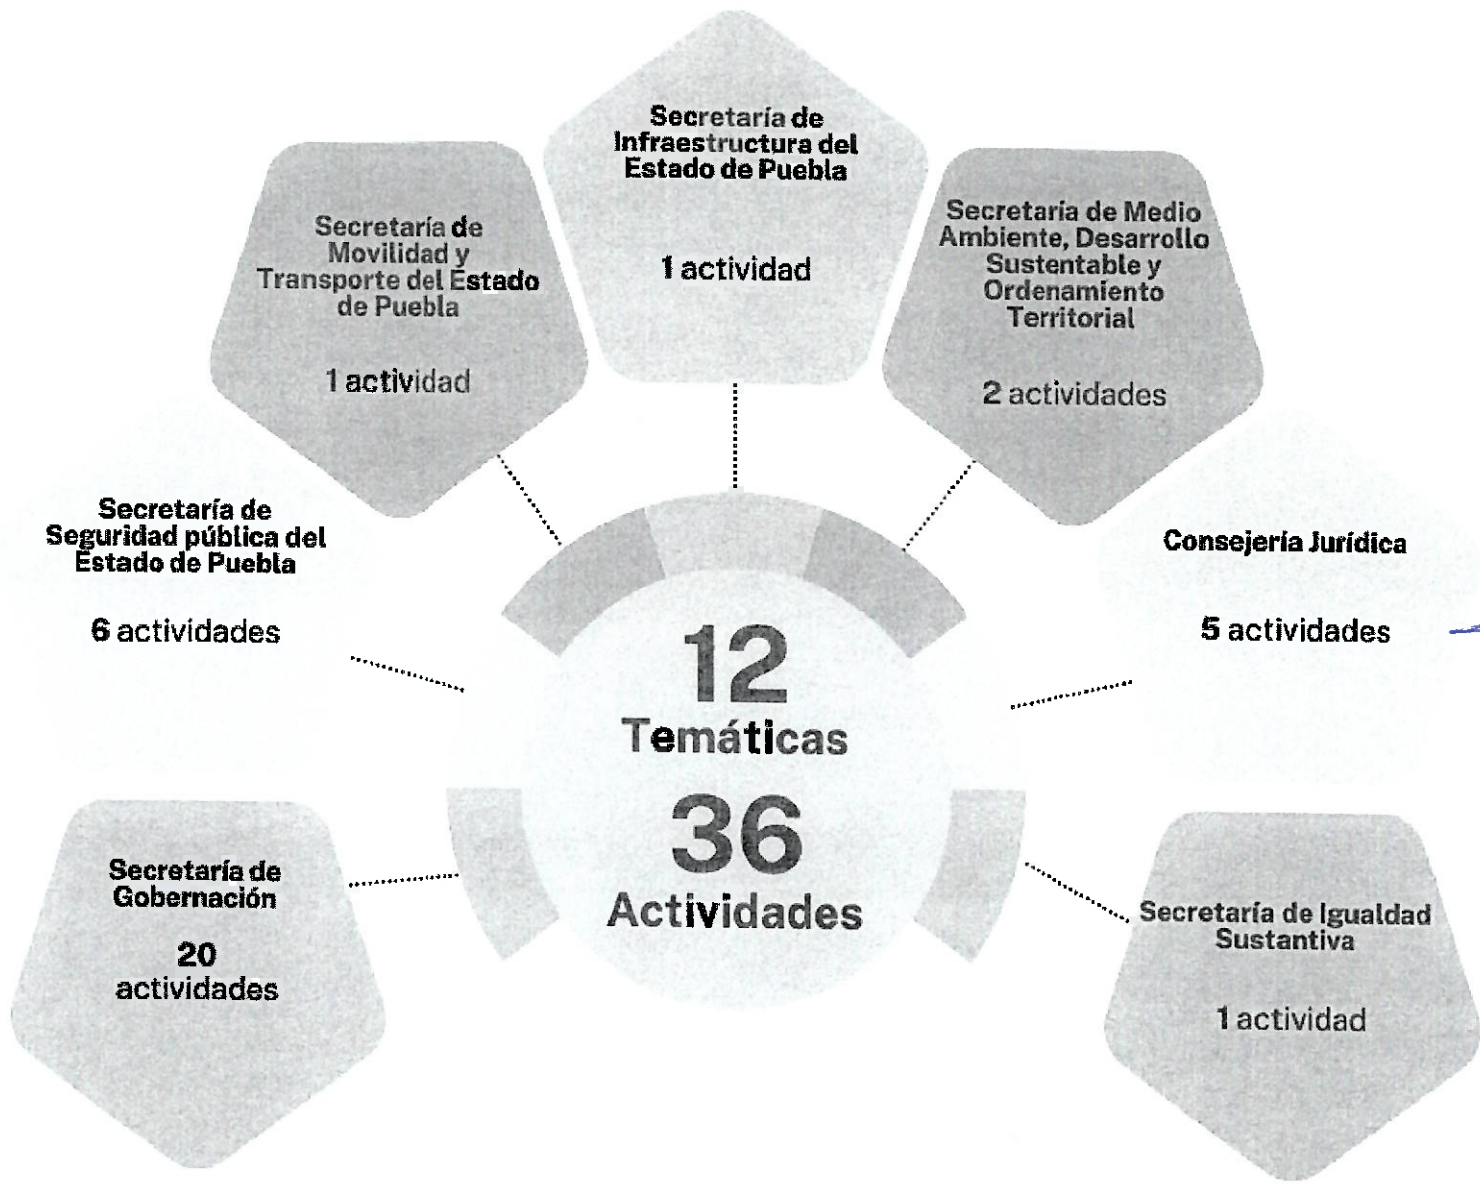 Secretaría de
Infraestructura del
Estado de Puebla
1 actividad
Secretaría de
Movilidad y
Transporte del Estado
de Puebla
1 actividad
Secretaría de Medio
Ambiente, Desarrollo
Sustentable y
Ordenamiento
Territorial
2 actividades
Secretaría de
Seguridad pública del
Estado de Puebla
6 actividades
Consejería Jurídica
5 actividades
12
Temáticas
36
Actividades
Secretaría de
Gobernación
20
actividades
Secretaría de Igualdad
Sustantiva
1 actividad